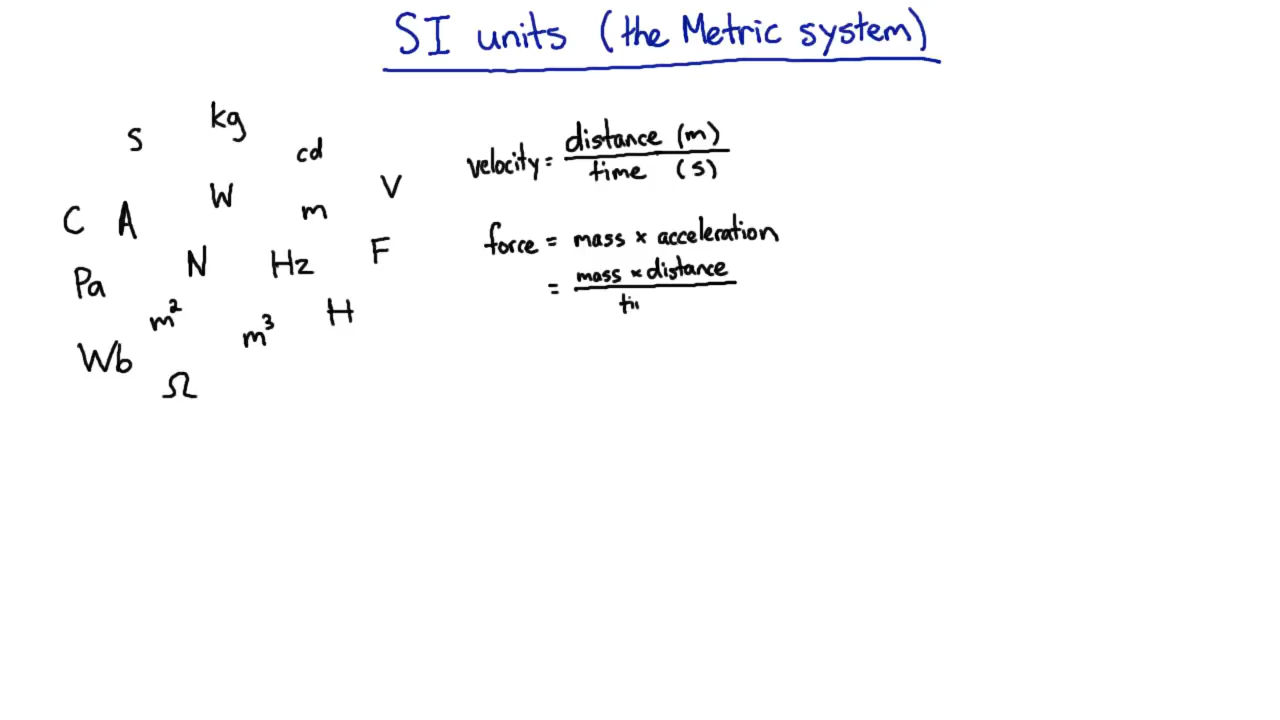 SI units (the Metric system)
s kg cd
C A W m V
Pa N Hz F
m² m³ H
Wb Ω
velocity = distance (m) / time (s)
force = mass × acceleration
= mass × distance /